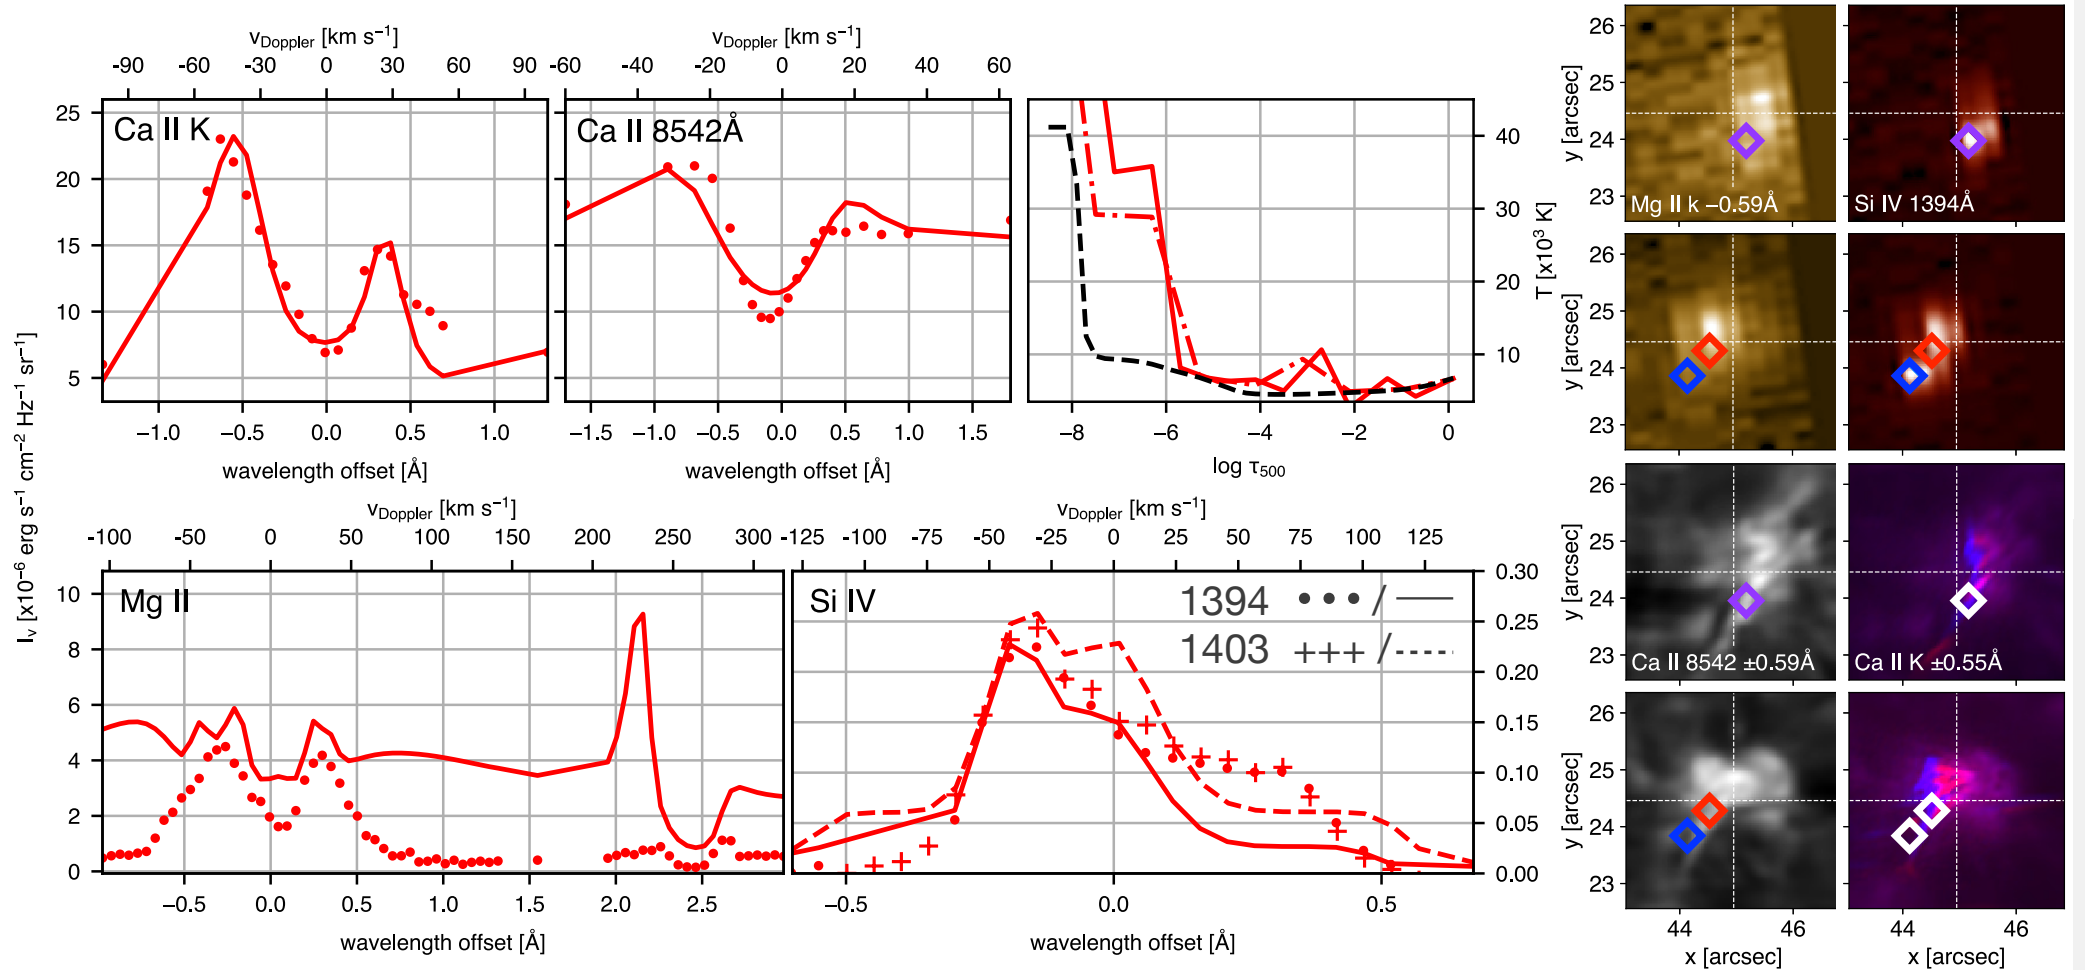 v_Doppler [km s⁻¹]
-90 -60 -30 0 30 60 90
Ca II K
25
20
15
10
5
−1.0 −0.5 0.0 0.5 1.0
wavelength offset [Å]
v_Doppler [km s⁻¹]
-60 -40 -20 0 20 40 60
Ca II 8542Å
−1.5 −1.0 −0.5 0.0 0.5 1.0 1.5
wavelength offset [Å]
40
30
20
10
T [x10³ K]
−8 −6 −4 −2 0
log τ₅₀₀
I_ν [x10⁻⁶ erg s⁻¹ cm⁻² Hz⁻¹ sr⁻¹]
v_Doppler [km s⁻¹]
-100 -50 0 50 100 150 210 250 300
Mg II
10
8
6
4
2
0
−0.5 0.0 0.5 1.0 1.5 2.0 2.5
wavelength offset [Å]
v_Doppler [km s⁻¹]
-125 -100 -75 -50 -25 0 25 50 75 100 125
Si IV
1394 ••• / —
1403 +++ / ----
0.30
0.25
0.20
0.15
0.10
0.05
0.00
−0.5 0.0 0.5
wavelength offset [Å]
26
25
24
23
y [arcsec]
Mg II k −0.59Å
Si IV 1394Å
26
25
24
23
y [arcsec]
26
25
24
23
y [arcsec]
Ca II 8542 ±0.59Å
Ca II K ±0.55Å
26
25
24
23
y [arcsec]
44 46
x [arcsec]
44 46
x [arcsec]